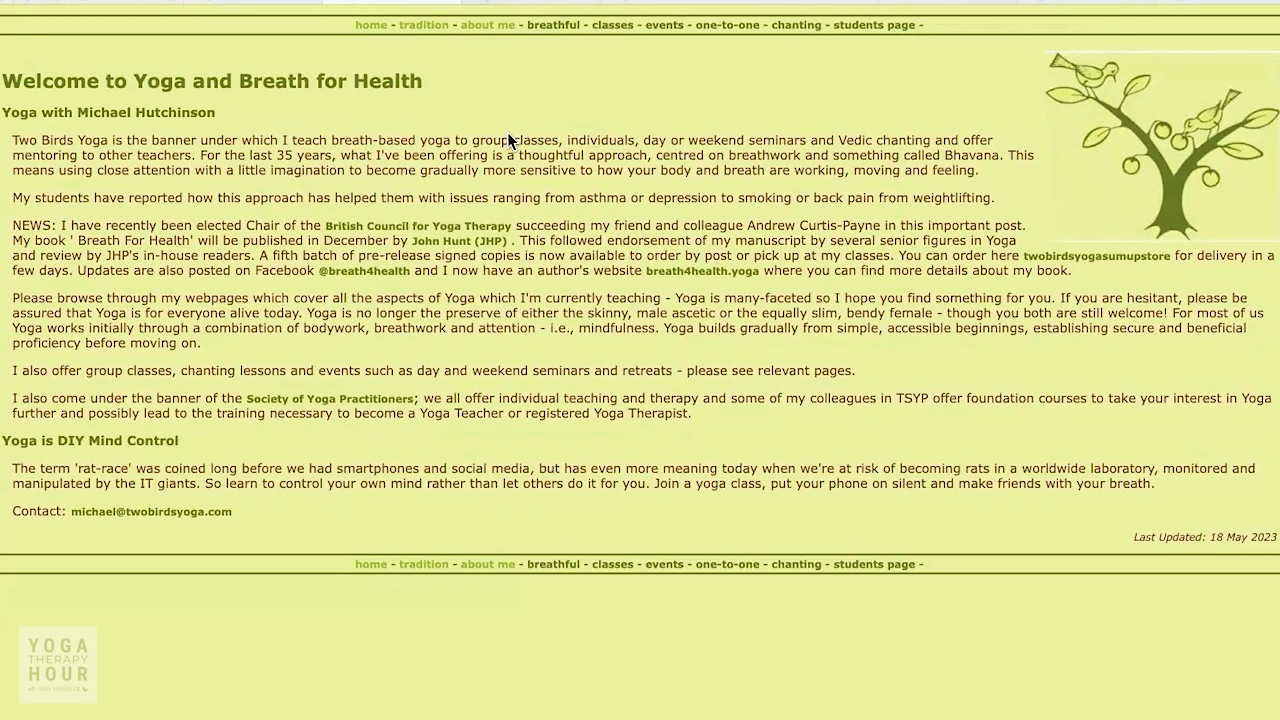 home - tradition - about me - breathful - classes - events - one-to-one - chanting - students page -
Welcome to Yoga and Breath for Health
Yoga with Michael Hutchinson
Two Birds Yoga is the banner under which I teach breath-based yoga to group classes, individuals, day or weekend seminars and Vedic chanting and offer
mentoring to other teachers. For the last 35 years, what I've been offering is a thoughtful approach, centred on breathwork and something called Bhavana. This
means using close attention with a little imagination to become gradually more sensitive to how your body and breath are working, moving and feeling.
My students have reported how this approach has helped them with issues ranging from asthma or depression to smoking or back pain from weightlifting.
NEWS: I have recently been elected Chair of the British Council for Yoga Therapy succeeding my friend and colleague Andrew Curtis-Payne in this important post.
My book ' Breath For Health' will be published in December by John Hunt (JHP) . This followed endorsement of my manuscript by several senior figures in Yoga
and review by JHP's in-house readers. A fifth batch of pre-release signed copies is now available to order by post or pick up at my classes. You can order here twobirdsyogasumupstore for delivery in a
few days. Updates are also posted on Facebook @breath4health and I now have an author's website breath4health.yoga where you can find more details about my book.
Please browse through my webpages which cover all the aspects of Yoga which I'm currently teaching - Yoga is many-faceted so I hope you find something for you. If you are hesitant, please be
assured that Yoga is for everyone alive today. Yoga is no longer the preserve of either the skinny, male ascetic or the equally slim, bendy female - though you both are still welcome! For most of us
Yoga works initially through a combination of bodywork, breathwork and attention - i.e., mindfulness. Yoga builds gradually from simple, accessible beginnings, establishing secure and beneficial
proficiency before moving on.
I also offer group classes, chanting lessons and events such as day and weekend seminars and retreats - please see relevant pages.
I also come under the banner of the Society of Yoga Practitioners; we all offer individual teaching and therapy and some of my colleagues in TSYP offer foundation courses to take your interest in Yoga
further and possibly lead to the training necessary to become a Yoga Teacher or registered Yoga Therapist.
Yoga is DIY Mind Control
The term 'rat-race' was coined long before we had smartphones and social media, but has even more meaning today when we're at risk of becoming rats in a worldwide laboratory, monitored and
manipulated by the IT giants. So learn to control your own mind rather than let others do it for you. Join a yoga class, put your phone on silent and make friends with your breath.
Contact: michael@twobirdsyoga.com
Last Updated: 18 May 2023
home - tradition - about me - breathful - classes - events - one-to-one - chanting - students page -
YOGA
THERAPY
HOUR